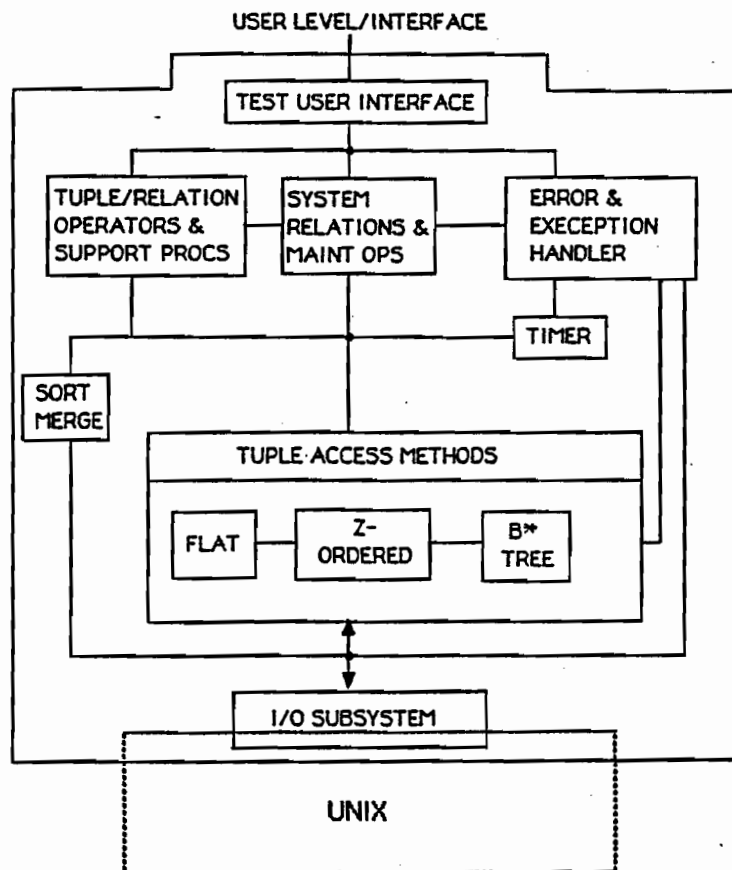 USER LEVEL/INTERFACE
TEST USER INTERFACE
TUPLE/RELATION
OPERATORS &
SUPPORT PROCS
SYSTEM
RELATIONS &
MAINT OPS
ERROR &
EXECEPTION
HANDLER
TIMER
SORT
MERGE
TUPLE ACCESS METHODS
FLAT
Z-
ORDERED
B*
TREE
I/O SUBSYSTEM
UNIX